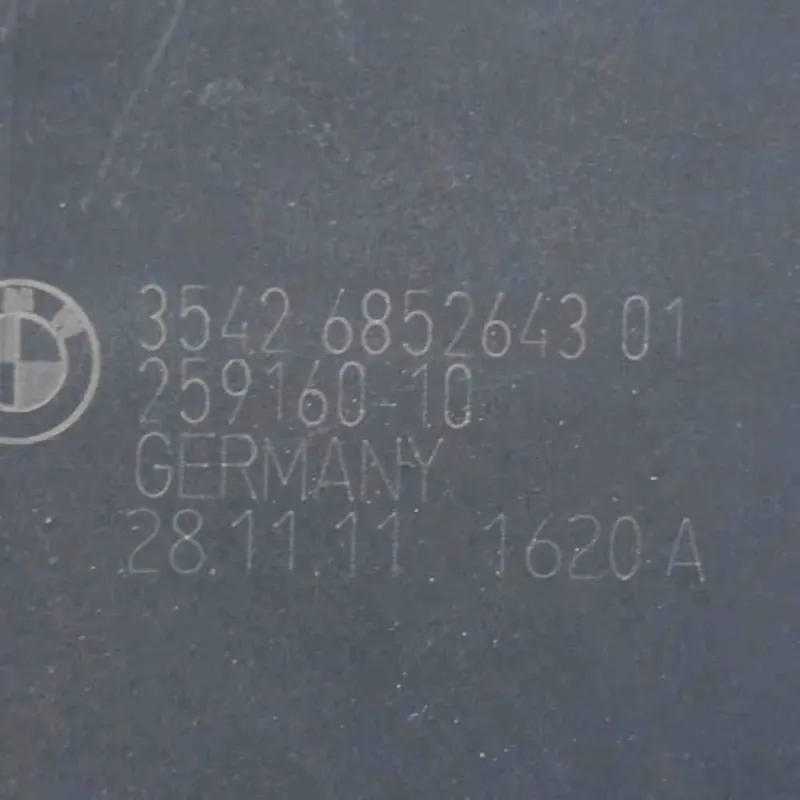 3542 6852643 01
259160-10
GERMANY
28.11 11 1620 A